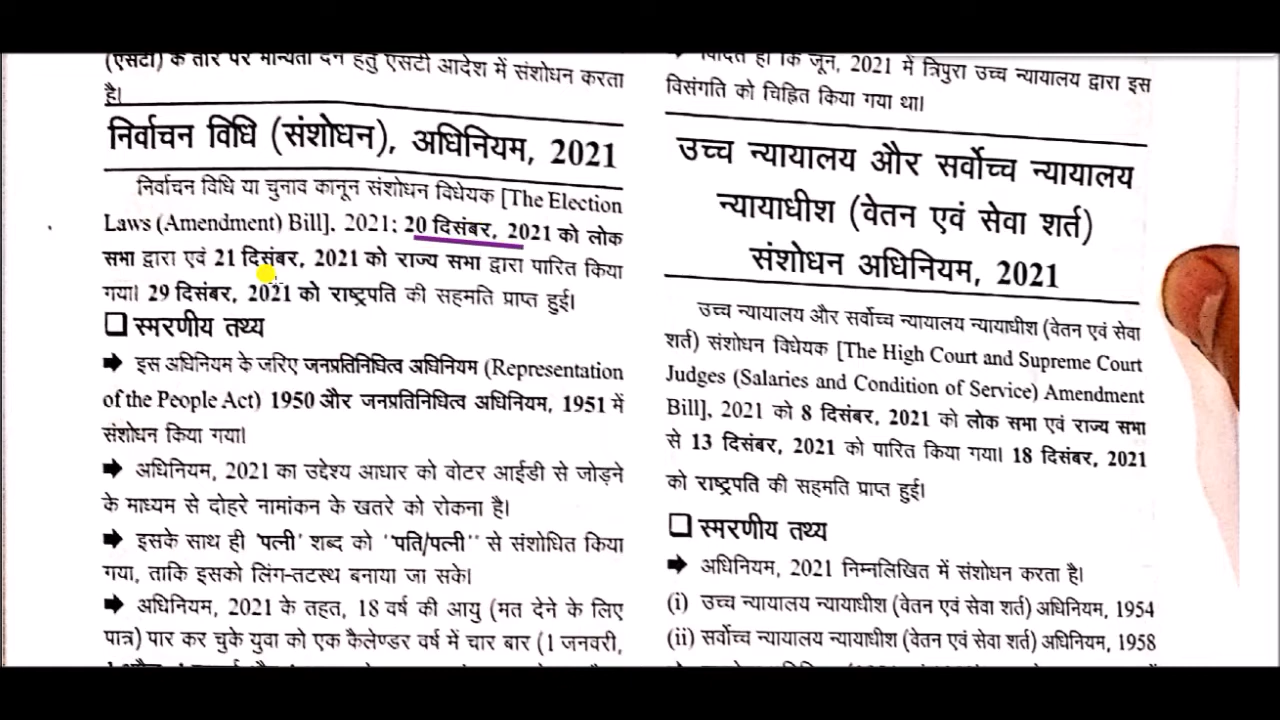 (एसटी) के तौर पर मान्यता देने हेतु एसटी आदेश में संशोधन करता
है।
निर्वाचन विधि (संशोधन), अधिनियम, 2021
निर्वाचन विधि या चुनाव कानून संशोधन विधेयक [The Election
Laws (Amendment) Bill], 2021; 20 दिसंबर, 2021 को लोक
सभा द्वारा एवं 21 दिसंबर, 2021 को राज्य सभा द्वारा पारित किया
गया। 29 दिसंबर, 2021 को राष्ट्रपति की सहमति प्राप्त हुई।
स्मरणीय तथ्य
➡ इस अधिनियम के जरिए जनप्रतिनिधित्व अधिनियम (Representation
of the People Act) 1950 और जनप्रतिनिधित्व अधिनियम, 1951 में
संशोधन किया गया।
➡ अधिनियम, 2021 का उद्देश्य आधार को वोटर आईडी से जोड़ने
के माध्यम से दोहरे नामांकन के खतरे को रोकना है।
➡ इसके साथ ही 'पत्नी' शब्द को ''पति/पत्नी'' से संशोधित किया
गया, ताकि इसको लिंग-तटस्थ बनाया जा सके।
➡ अधिनियम, 2021 के तहत, 18 वर्ष की आयु (मत देने के लिए
पात्र) पार कर चुके युवा को एक कैलेण्डर वर्ष में चार बार (1 जनवरी,
➡ विदित हो कि जून, 2021 में त्रिपुरा उच्च न्यायालय द्वारा इस
विसंगति को चिह्नित किया गया था।
उच्च न्यायालय और सर्वोच्च न्यायालय
न्यायाधीश (वेतन एवं सेवा शर्त)
संशोधन अधिनियम, 2021
उच्च न्यायालय और सर्वोच्च न्यायालय न्यायाधीश (वेतन एवं सेवा
शर्त) संशोधन विधेयक [The High Court and Supreme Court
Judges (Salaries and Condition of Service) Amendment
Bill], 2021 को 8 दिसंबर, 2021 को लोक सभा एवं राज्य सभा
से 13 दिसंबर, 2021 को पारित किया गया। 18 दिसंबर, 2021
को राष्ट्रपति की सहमति प्राप्त हुई।
स्मरणीय तथ्य
➡ अधिनियम, 2021 निम्नलिखित में संशोधन करता है।
(i) उच्च न्यायालय न्यायाधीश (वेतन एवं सेवा शर्त) अधिनियम, 1954
(ii) सर्वोच्च न्यायालय न्यायाधीश (वेतन एवं सेवा शर्त) अधिनियम, 1958